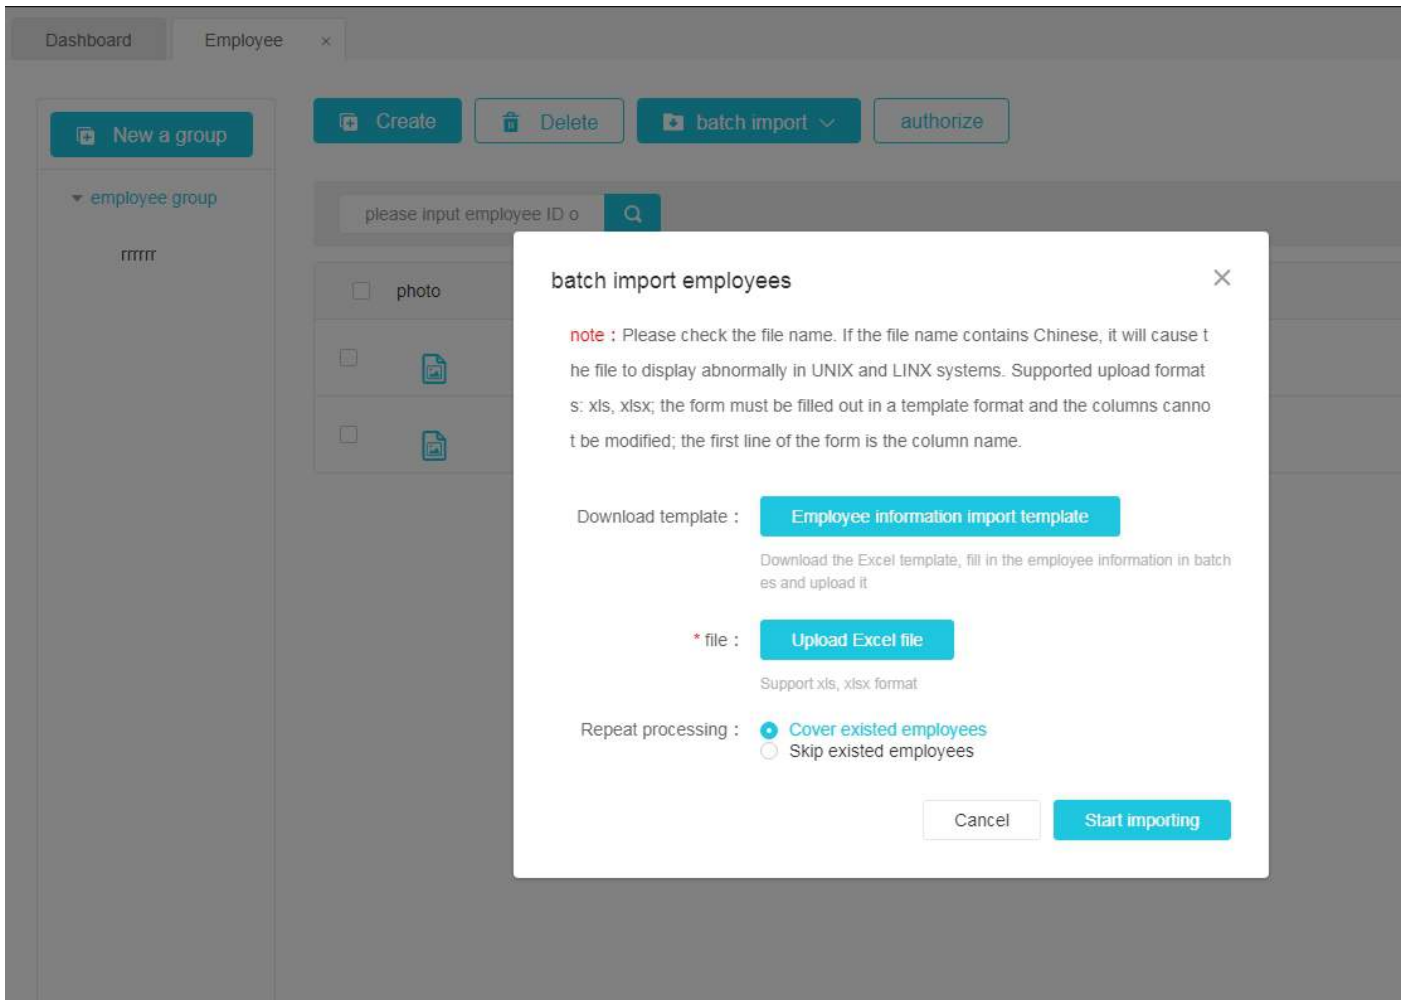 Dashboard
Employee ×
New a group
Create
Delete
batch import
authorize
employee group
please input employee ID o
rrrrrr
photo
batch import employees
note：Please check the file name. If the file name contains Chinese, it will cause t
he file to display abnormally in UNIX and LINX systems. Supported upload format
s: xls, xlsx; the form must be filled out in a template format and the columns canno
t be modified; the first line of the form is the column name.
Download template： Employee information import template
Download the Excel template, fill in the employee information in batch
es and upload it
* file： Upload Excel file
Support xls, xlsx format
Repeat processing： Cover existed employees
Skip existed employees
Cancel
Start importing